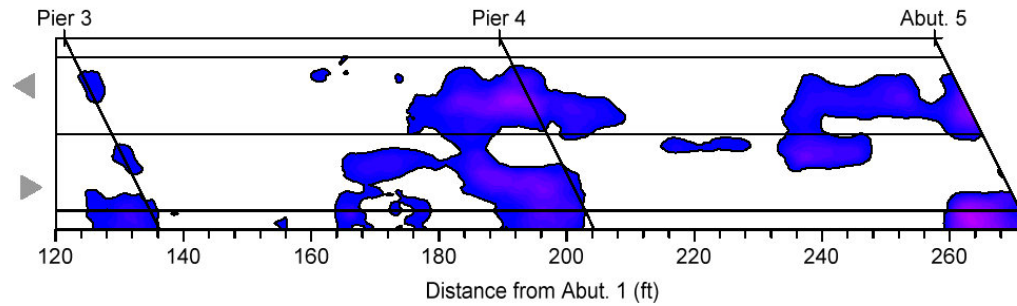 Pier 3 Pier 4 Abut. 5
120 140 160 180 200 220 240 260
Distance from Abut. 1 (ft)